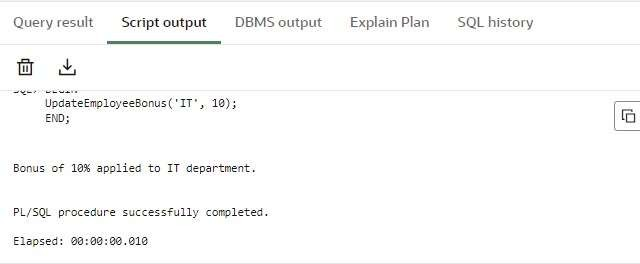 Query result Script output DBMS output Explain Plan SQL history
SQL> BEGIN
UpdateEmployeeBonus('IT', 10);
END;
Bonus of 10% applied to IT department.
PL/SQL procedure successfully completed.
Elapsed: 00:00:00.010